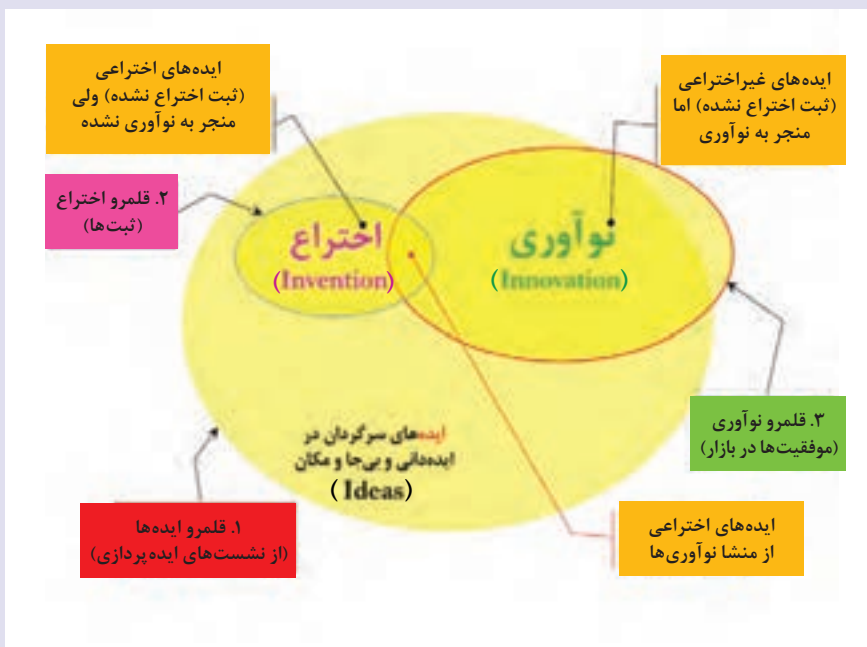 ایده‌های اختراعی
(ثبت اختراع نشده) ولی
منجر به نوآوری نشده
ایده‌های غیراختراعی
(ثبت اختراع نشده) اما
منجر به نوآوری
۲. قلمرو اختراع
(ثبت‌ها)
اختراع
(Invention)
نوآوری
(Innovation)
۳. قلمرو نوآوری
(موفقیت‌ها در بازار)
ایده‌های سرگردان در
ایده‌دانی و بی‌جا و مکان
(Ideas)
۱. قلمرو ایده‌ها
(از نشست‌های ایده‌پردازی)
ایده‌های اختراعی
از منشا نوآوری‌ها